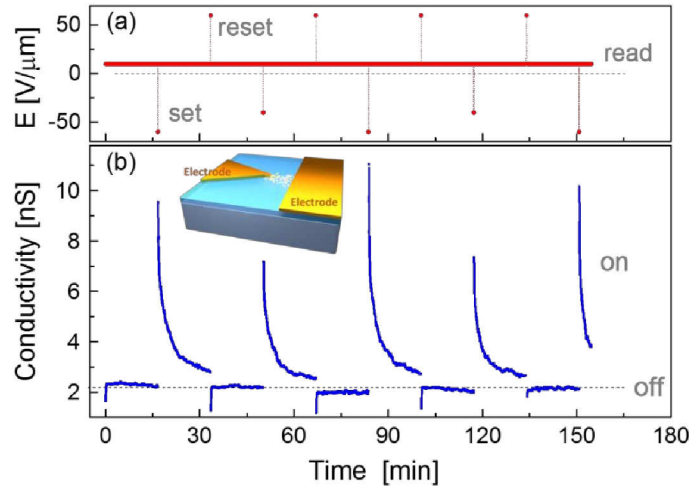 (a)
reset
read
set
E [V/μm]
50
0
-50
(b)
Electrode
Electrode
on
off
Conductivity [nS]
10
8
6
4
2
0 30 60 90 120 150 180
Time [min]